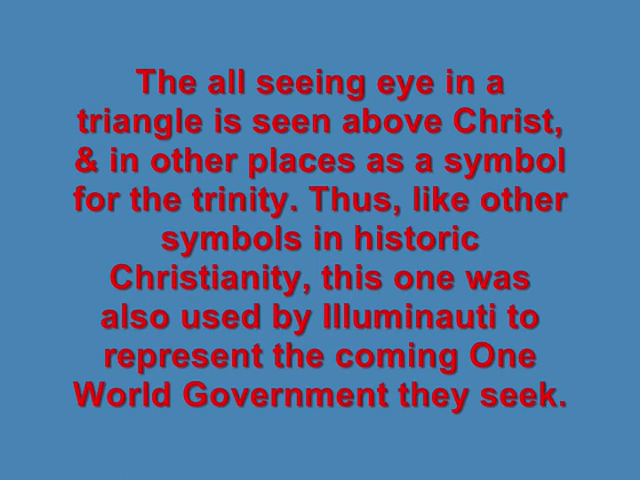 The all seeing eye in a
triangle is seen above Christ,
& in other places as a symbol
for the trinity. Thus, like other
symbols in historic
Christianity, this one was
also used by Illuminauti to
represent the coming One
World Government they seek.